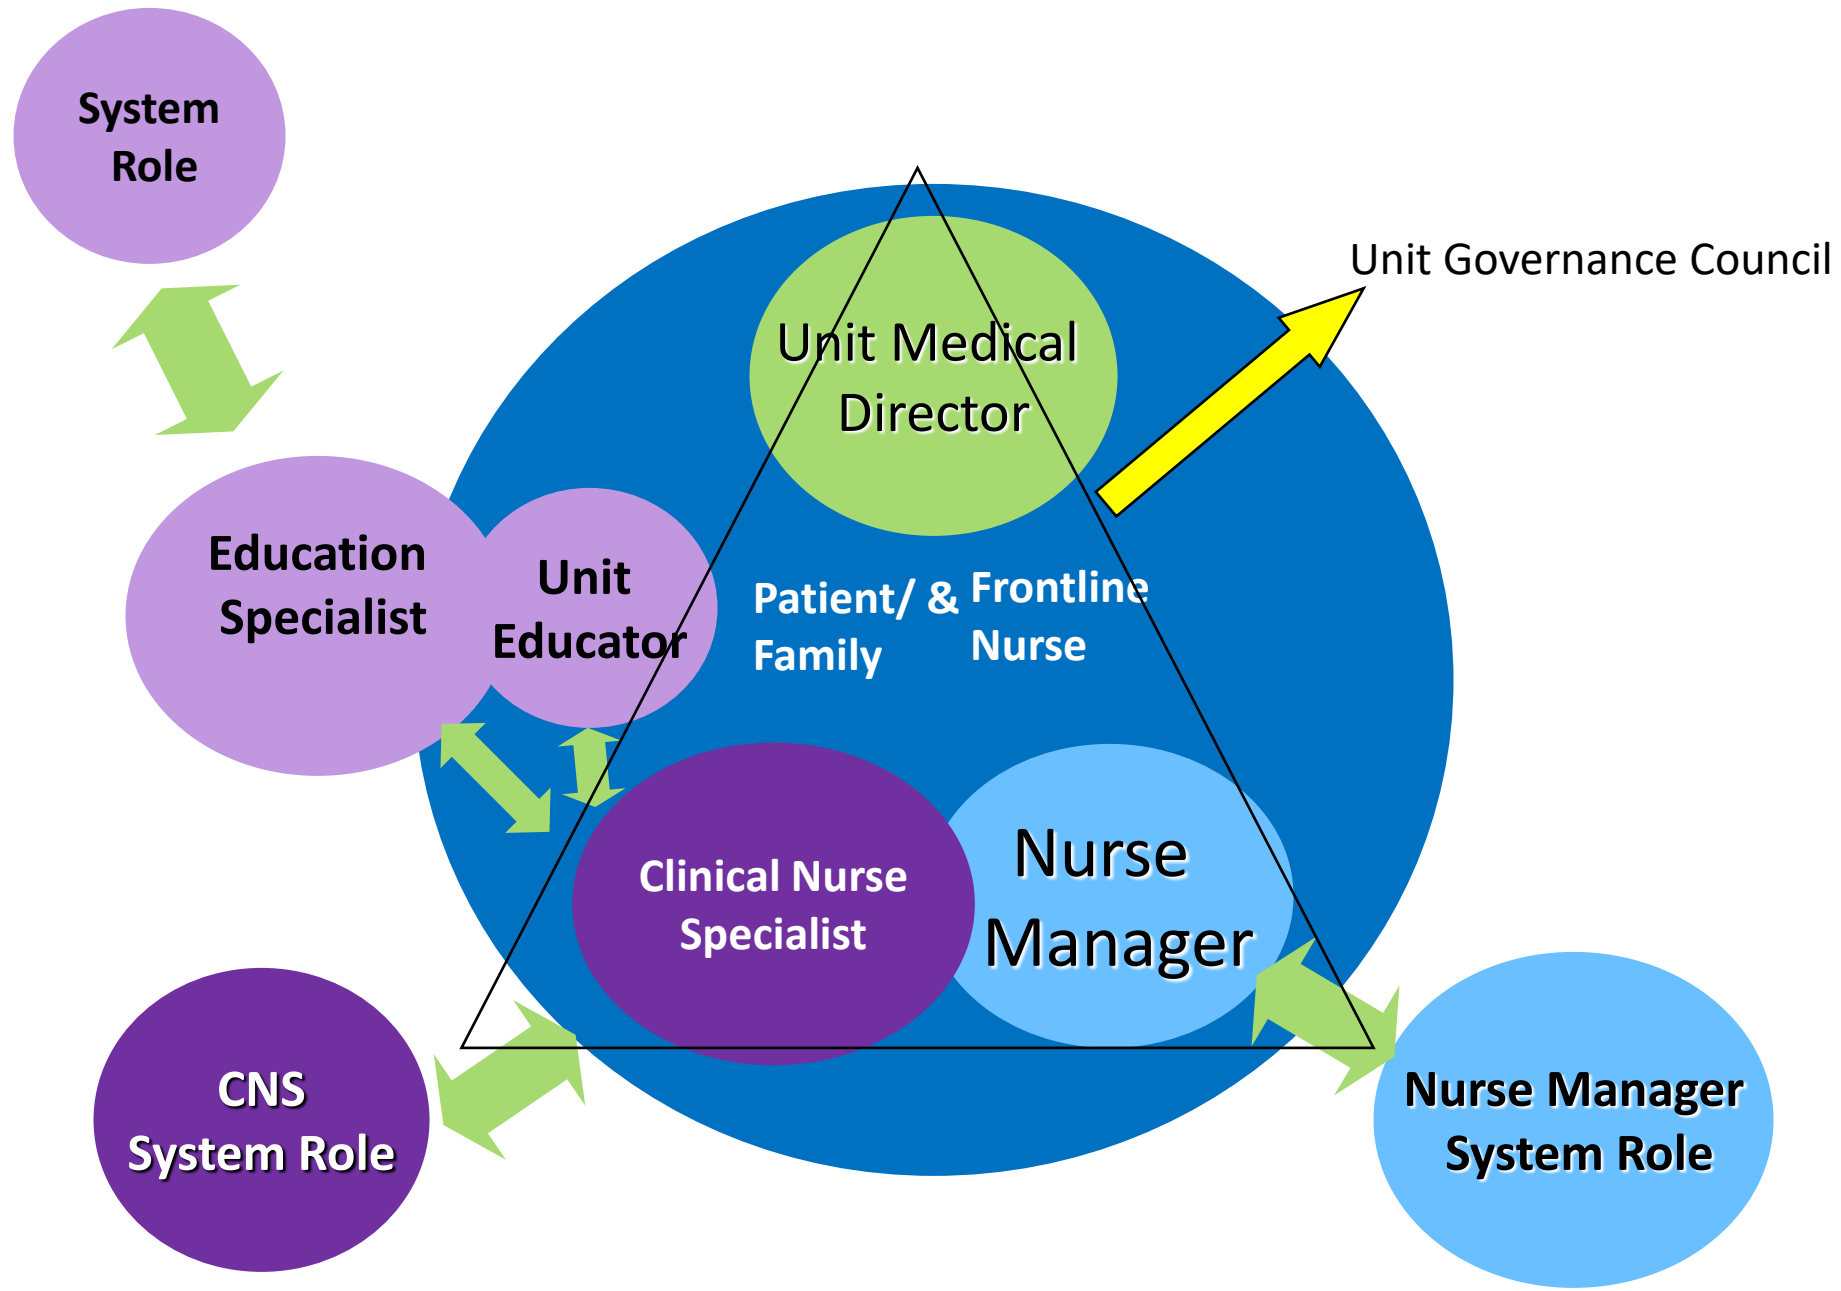 System
Role
Unit Governance Council
Unit Medical
Director
Education
Specialist
Unit
Educator
Patient/ &
Family
Frontline
Nurse
Clinical Nurse
Specialist
Nurse
Manager
CNS
System Role
Nurse Manager
System Role